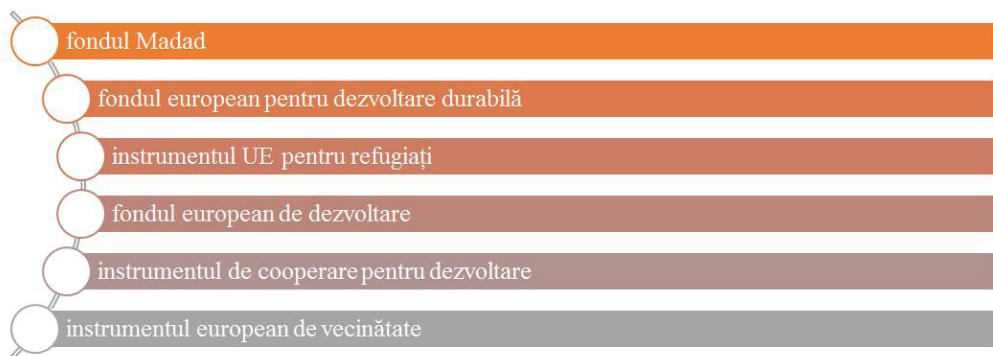 fondul Madad
fondul european pentru dezvoltare durabilă
instrumentul UE pentru refugiați
fondul european de dezvoltare
instrumentul de cooperare pentru dezvoltare
instrumentul european de vecinătate